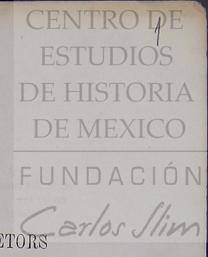 CENTRO DE
ESTUDIOS
DE HISTORIA
DE MEXICO
FUNDACIÓN
Carlos Slim
ETORS